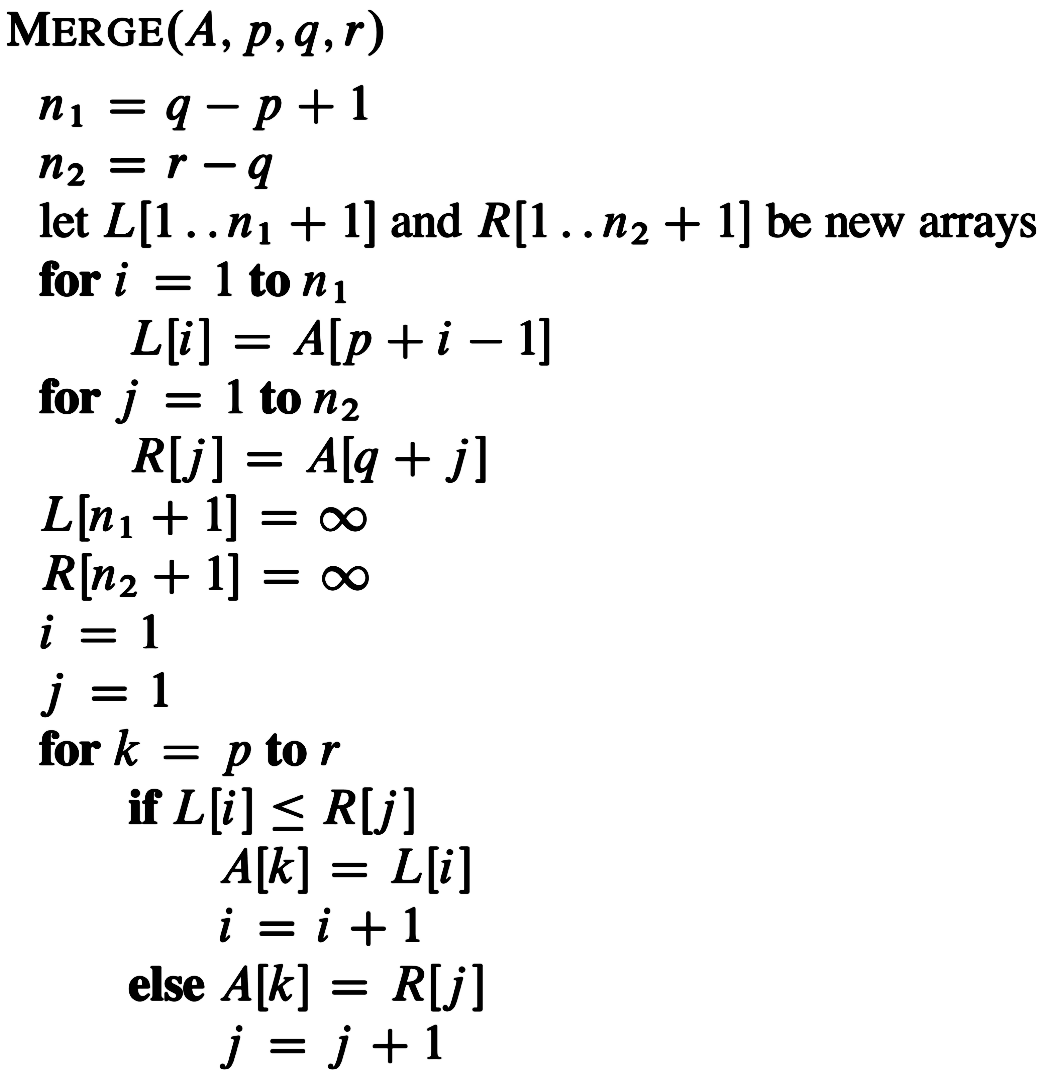 MERGE(A, p, q, r)
n₁ = q − p + 1
n₂ = r − q
let L[1 . . n₁ + 1] and R[1 . . n₂ + 1] be new arrays
for i = 1 to n₁
L[i] = A[p + i − 1]
for j = 1 to n₂
R[j] = A[q + j]
L[n₁ + 1] = ∞
R[n₂ + 1] = ∞
i = 1
j = 1
for k = p to r
if L[i] ≤ R[j]
A[k] = L[i]
i = i + 1
else A[k] = R[j]
j = j + 1